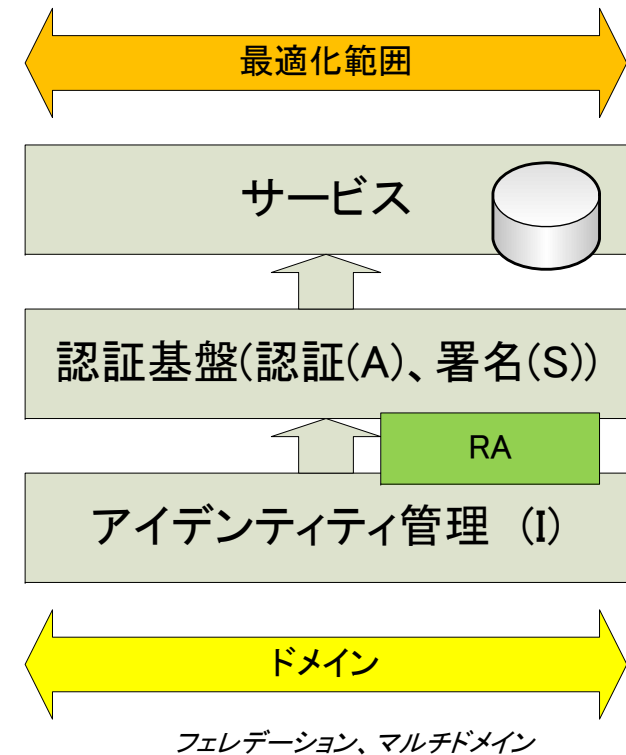 最適化範囲
サービス
認証基盤(認証(A)、署名(S))
RA
アイデンティティ管理 (I)
ドメイン
フェレデーション、マルチドメイン